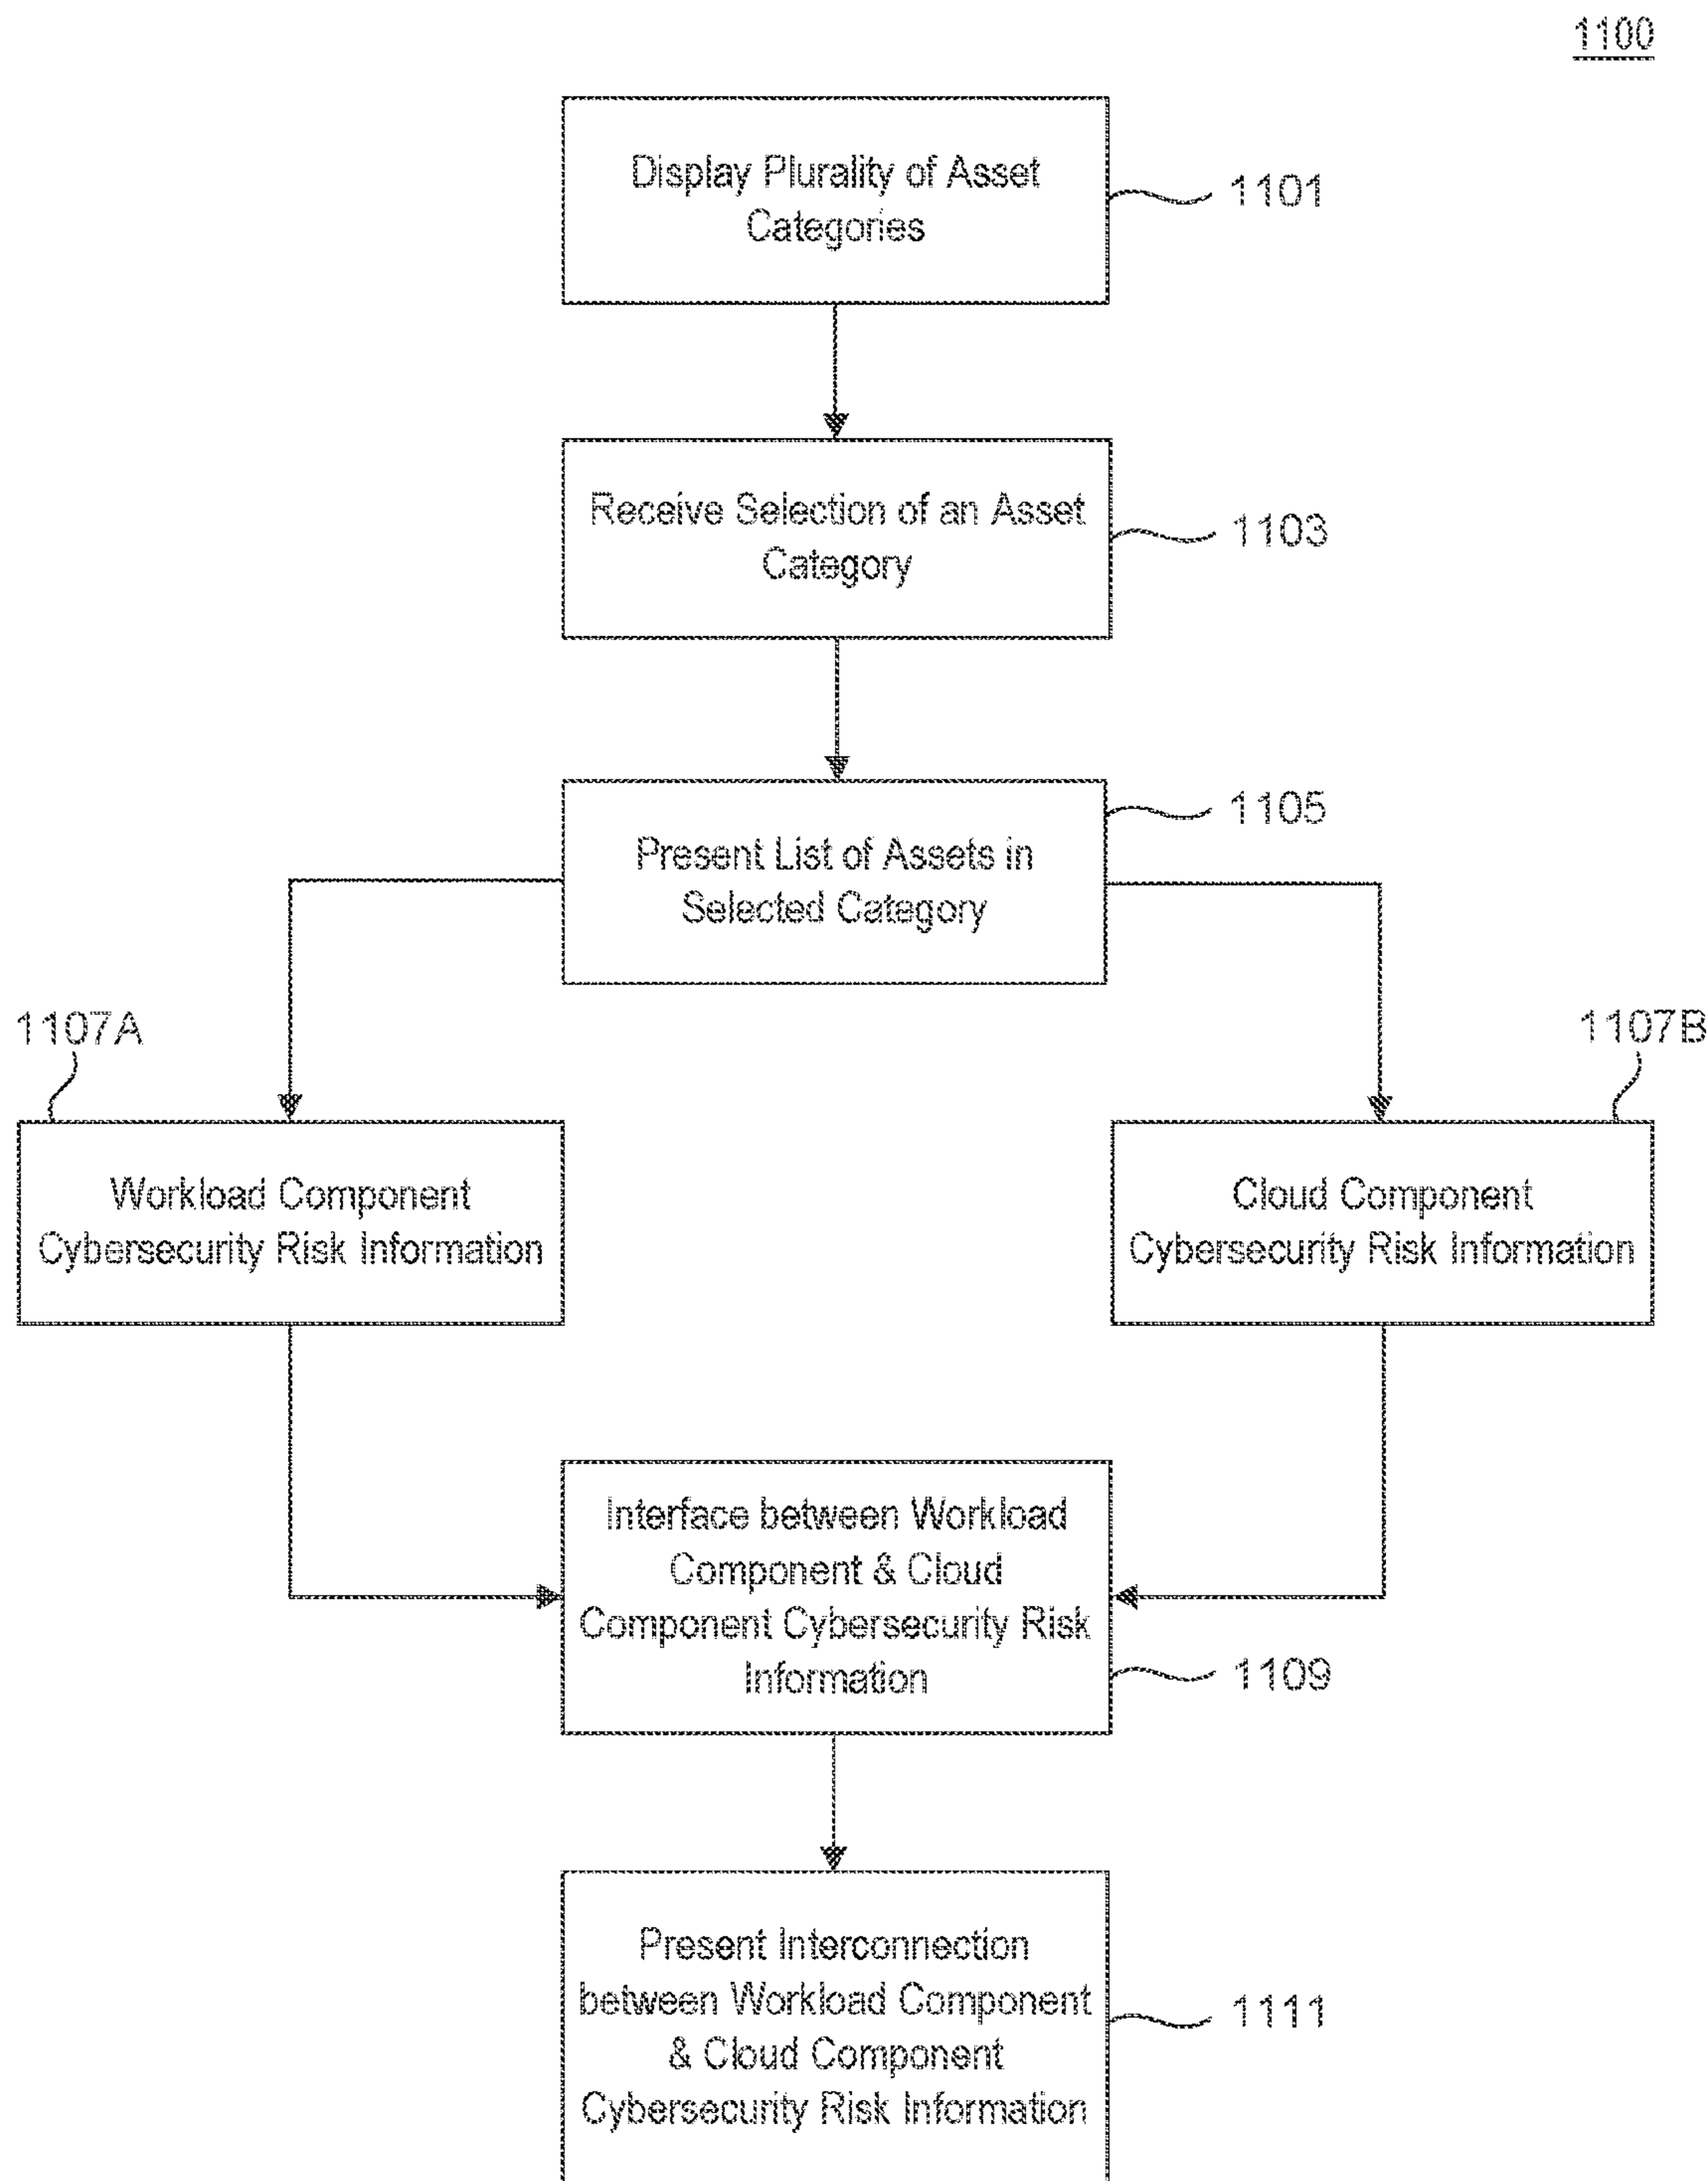 1100
Display Plurality of Asset
Categories
1101
Receive Selection of an Asset
Category
1103
Present List of Assets in
Selected Category
1105
1107A
1107B
Workload Component
Cybersecurity Risk Information
Cloud Component
Cybersecurity Risk Information
Interface between Workload
Component & Cloud
Component Cybersecurity Risk
Information
1109
Present Interconnection
between Workload Component
& Cloud Component
Cybersecurity Risk Information
1111